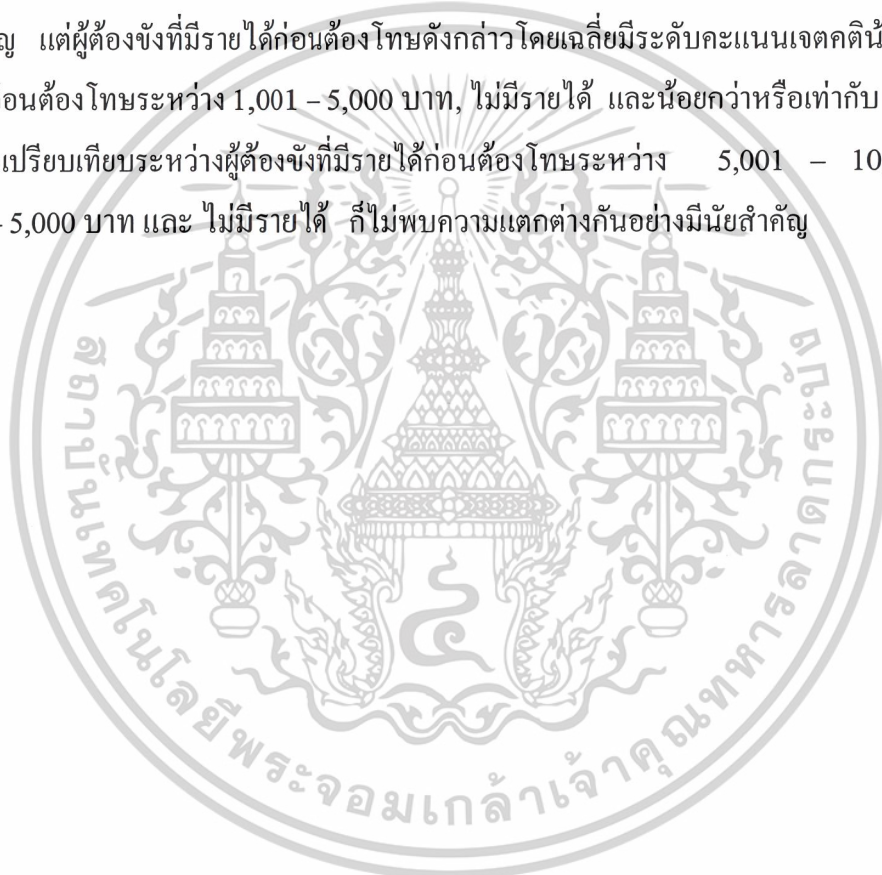 ญ แต่ผู้ต้องขังที่มีรายได้ก่อนต้องโทษดังกล่าวโดยเฉลี่ยมีระดับคะแนนเจตคติน้
่อนต้องโทษระหว่าง 1,001 – 5,000 บาท, ไม่มีรายได้ และน้อยกว่าหรือเท่ากับ
เปรียบเทียบระหว่างผู้ต้องขังที่มีรายได้ก่อนต้องโทษระหว่าง 5,001 – 10
- 5,000 บาท และ ไม่มีรายได้ ก็ไม่พบความแตกต่างกันอย่างมีนัยสำคัญ
สถาบันเทคโนโลยีพระจอมเกล้าเจ้าคุณทหารลาดกระบัง